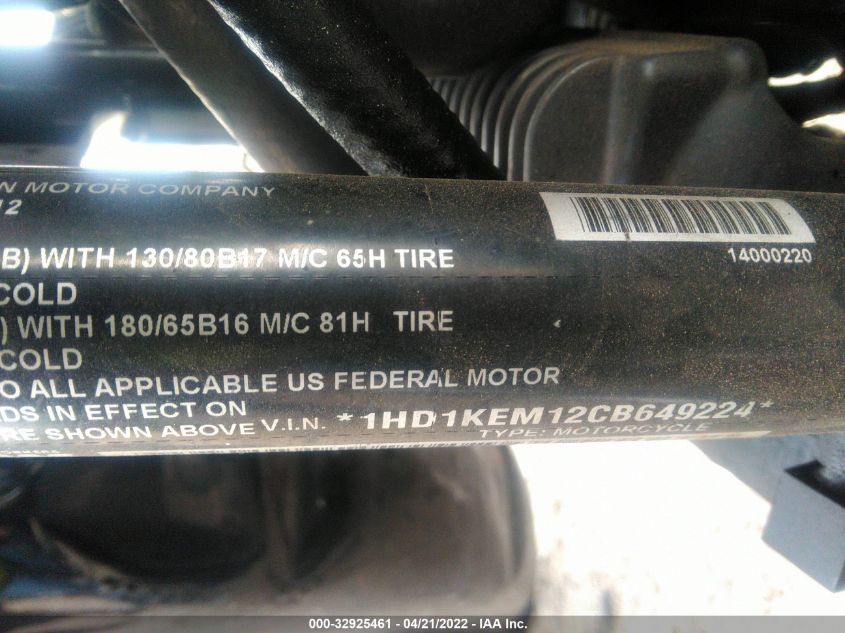 N MOTOR COMPANY
12
14000220
B) WITH 130/80B17 M/C 65H TIRE
COLD
) WITH 180/65B16 M/C 81H TIRE
COLD
O ALL APPLICABLE US FEDERAL MOTOR
DS IN EFFECT ON
RE SHOWN ABOVE V.I.N. *1HD1KEM12CB649224*
TYPE: MOTORCYCLE
000-32925461 - 04/21/2022 - IAA Inc.